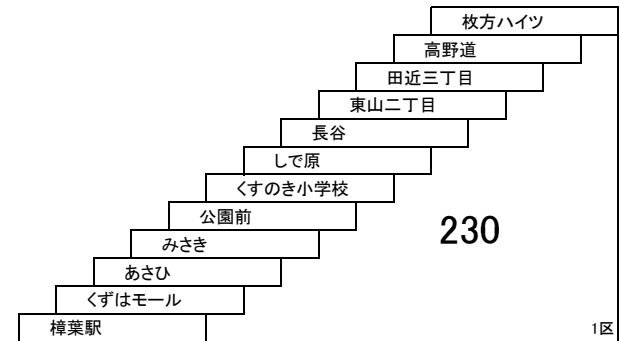 枚方ハイツ
高野道
田近三丁目
東山二丁目
長谷
しで原
くすのき小学校
公園前
230
みさき
あさひ
くずはモール
樟葉駅
1区